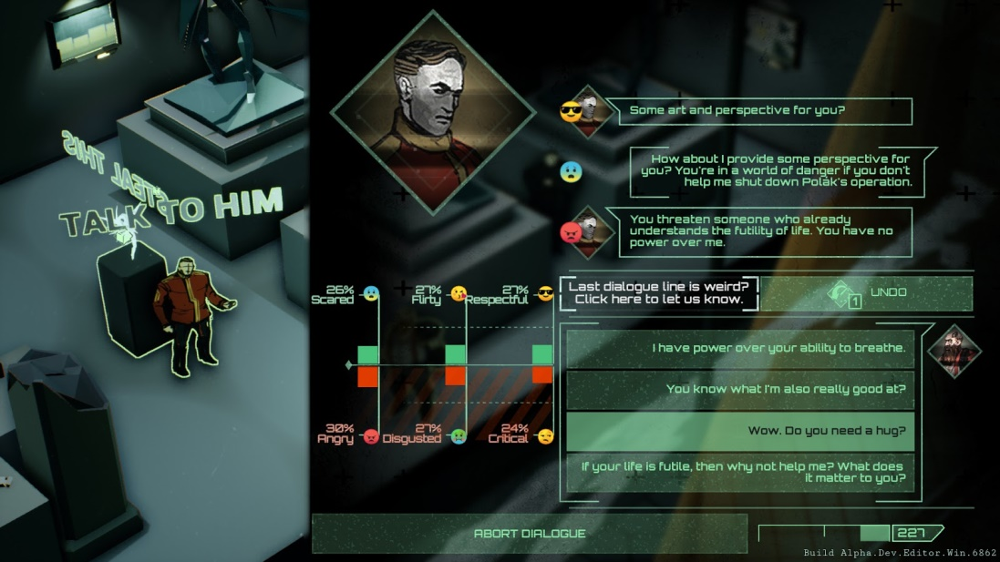 STEAL THIS
TALK TO HIM
Some art and perspective for you?
How about I provide some perspective for
you? You're in a world of danger if you don't
help me shut down Polák's operation.
You threaten someone who already
understands the futility of life. You have no
power over me.
26%
Scared
27%
Flirty
27%
Respectful
30%
Angry
27%
Disgusted
24%
Critical
Last dialogue line is weird?
Click here to let us know.
1
UNDO
I have power over your ability to breathe.
You know what I'm also really good at?
Wow. Do you need a hug?
If your life is futile, then why not help me? What does
it matter to you?
ABORT DIALOGUE
227
Build Alpha.Dev.Editor.Win.6862